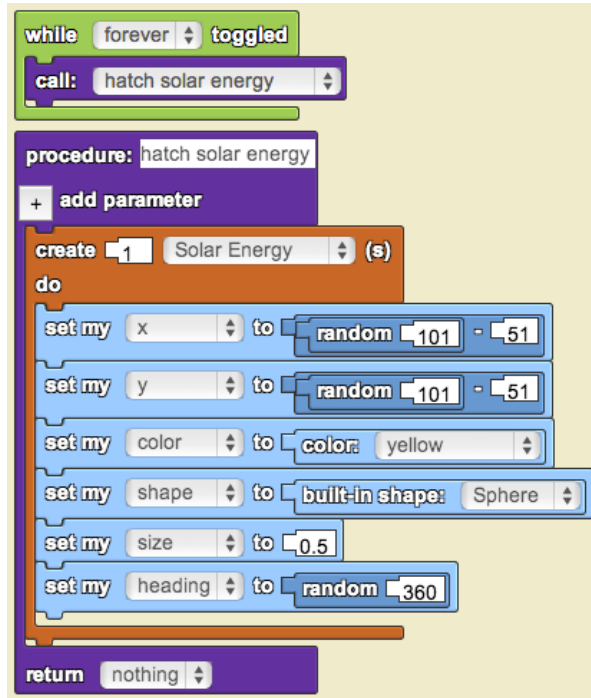 while forever toggled
call: hatch solar energy
procedure: hatch solar energy
+ add parameter
create 1 Solar Energy (s)
do
set my x to random 101 - 51
set my y to random 101 - 51
set my color to color: yellow
set my shape to built-in shape: Sphere
set my size to 0.5
set my heading to random 360
return nothing